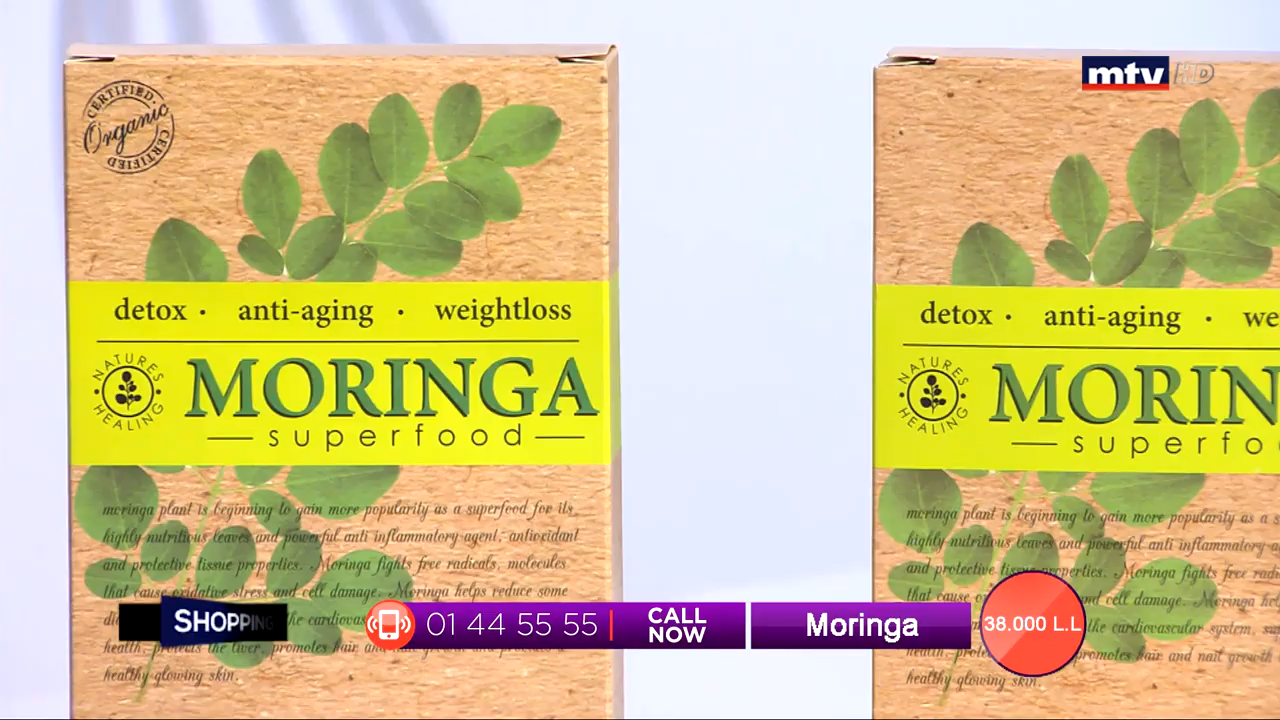 mtv HD
CERTIFIED
Organic
CERTIFIED
detox · anti-aging · weightloss
NATURES HEALING
MORINGA
superfood
moringa plant is beginning to gain more popularity as a superfood for its
highly nutritious leaves and powerful anti inflammatory agent, antioxidant
and protective tissue properties. Moringa fights free radicals, molecules
that cause oxidative stress and cell damage. Moringa helps reduce some
the cardiovas
health, protects the liver, promotes hair and nail growth and
healthy glowing skin.
detox · anti-aging · we
NATURES HEALING
MORIN
superfo
moringa plant is beginning to gain more popularity as a s
highly nutritious leaves and powerful anti inflammatory a
and protective tissue properties. Moringa fights free radi
that cause cell damage. Moringa hel
the cardiovascular system, su
health, promotes hair and nail growth
healthy glowing skin.
SHOPPING
01 44 55 55
CALL NOW
Moringa
38.000 L.L